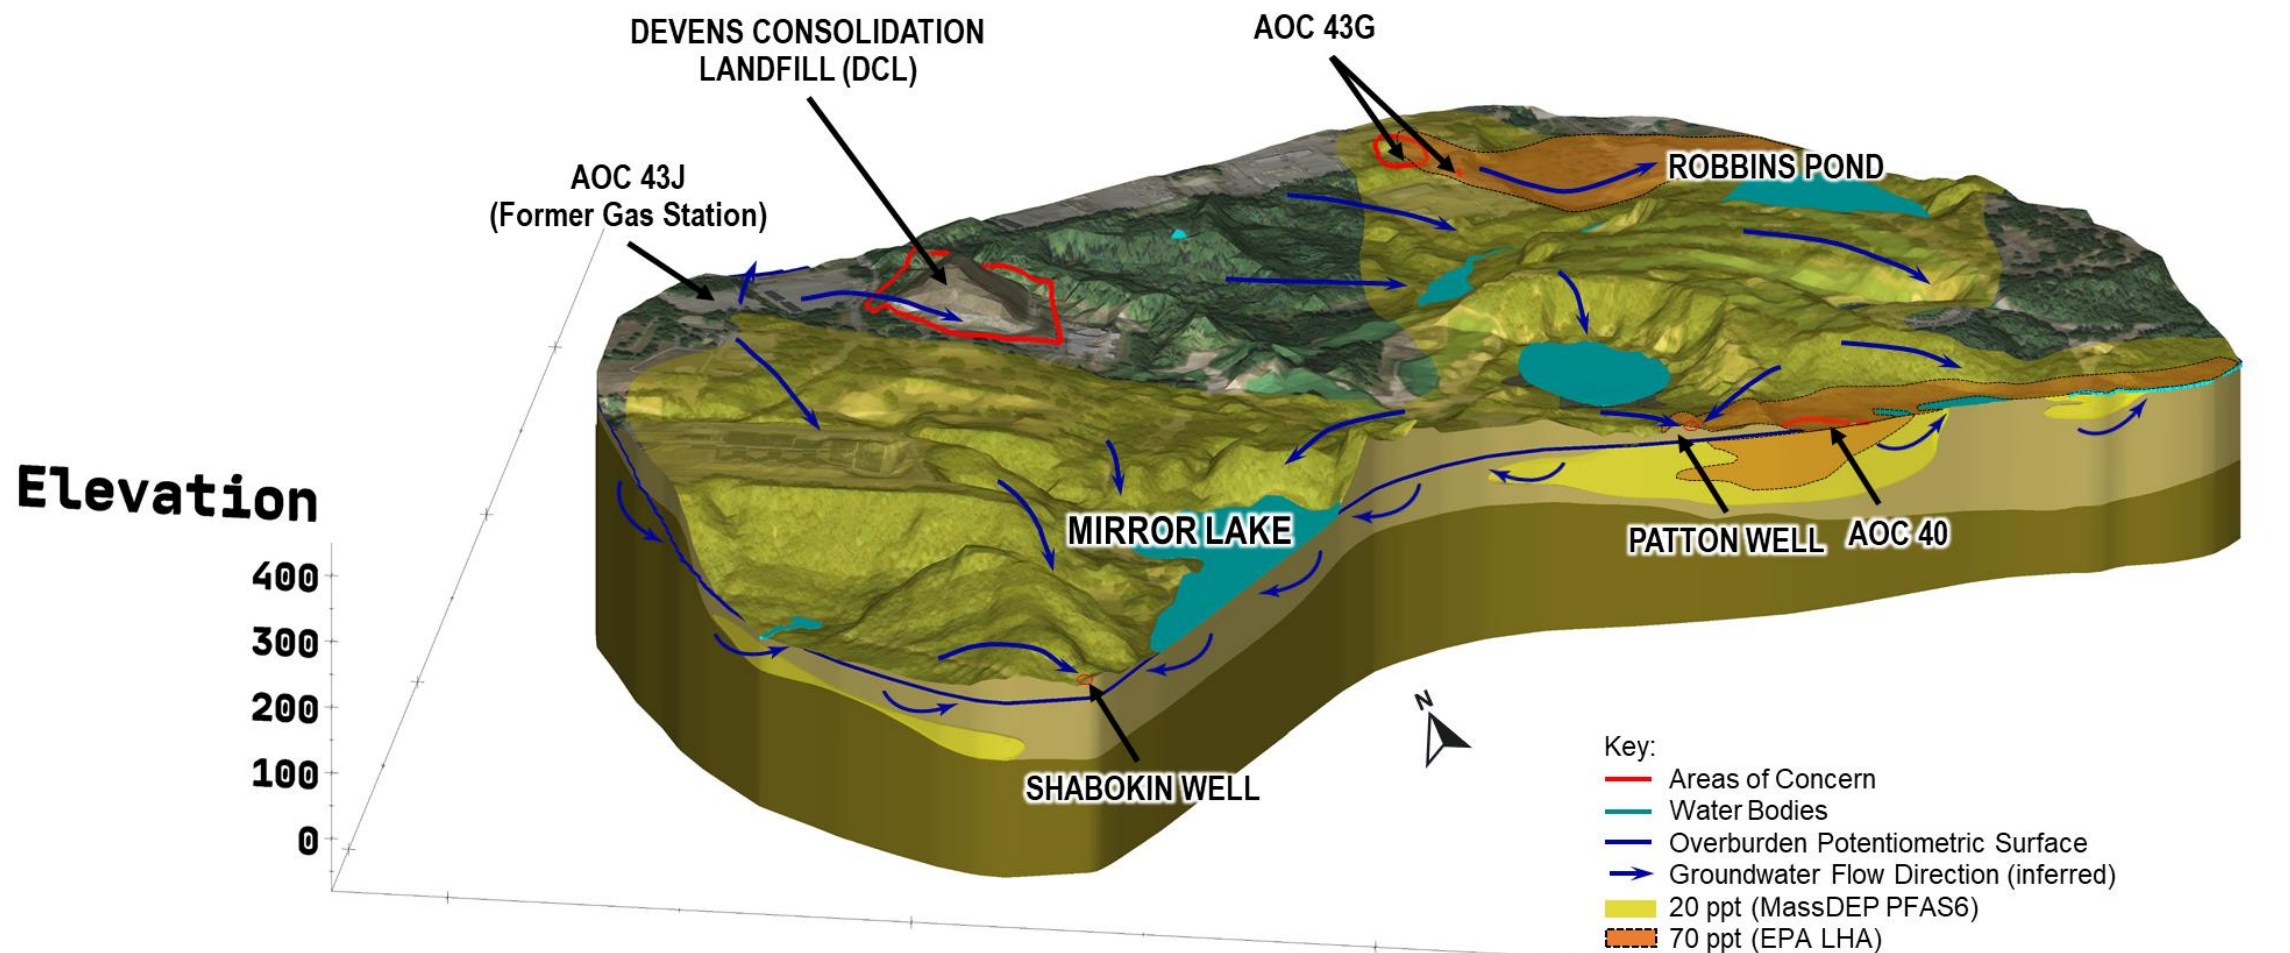 DEVENS CONSOLIDATION
LANDFILL (DCL)
AOC 43G
AOC 43J
(Former Gas Station)
ROBBINS POND
Elevation
400
300
200
100
0
MIRROR LAKE
PATTON WELL
AOC 40
SHABOKIN WELL
N
Key:
Areas of Concern
Water Bodies
Overburden Potentiometric Surface
Groundwater Flow Direction (inferred)
20 ppt (MassDEP PFAS6)
70 ppt (EPA LHA)